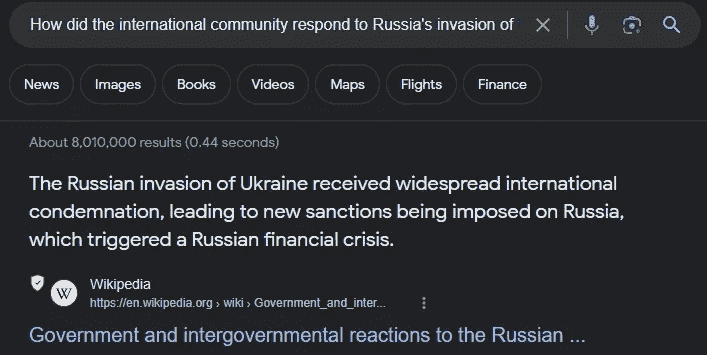 How did the international community respond to Russia's invasion of
News Images Books Videos Maps Flights Finance
About 8,010,000 results (0.44 seconds)
The Russian invasion of Ukraine received widespread international
condemnation, leading to new sanctions being imposed on Russia,
which triggered a Russian financial crisis.
W
Wikipedia
https://en.wikipedia.org › wiki › Government_and_inter...
Government and intergovernmental reactions to the Russian ...